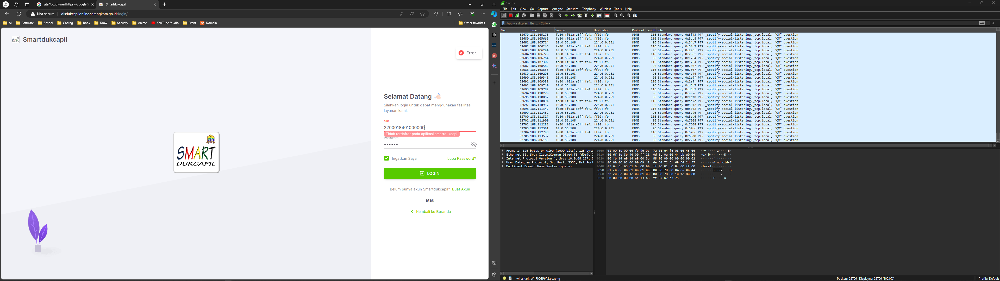 site:*go.id -inurl:https - Google S
Smartdukcapil
Not secure
disdukcapilonline.serangkota.go.id/login/
AI
Software
School
Coding
Book
Draw
Security
Anime
YouTube Studio
Event
Domain
Other favorites
Smartdukcapil
Error.
SMART
DUKCAPIL
Selamat Datang
Silahkan login untuk dapat menggunakan fasilitas
layanan kami.
NIK
2200018401000000
Tidak terdaftar pada aplikasi smartdukcapi.
Password
Ingatkan Saya
Lupa Password?
LOGIN
Belum punya akun Smartdukcapil? Buat Akun
atau
Kembali ke Beranda
*Wi-Fi
File Edit View Go Capture Analyze Statistics Telephony Wireless Tools Help
Apply a display filter ... <Ctrl-/>
No. Time Source Destination Protocol Length Info
52679 188.105178 fe80::f01a:a8ff:fe4… ff02::fb MDNS 116 Standard query 0x3f43 PTR _spotify-social-listening._tcp.local, "QM" question
52680 188.105669 fe80::f01a:a8ff:fe4… ff02::fb MDNS 116 Standard query 0x5dc8 PTR _spotify-social-listening._tcp.local, "QM" question
52681 188.105714 10.0.53.108 224.0.0.251 MDNS 96 Standard query 0x54c7 PTR _spotify-social-listening._tcp.local, "QM" question
52682 188.106246 fe80::f01a:a8ff:fe4… ff02::fb MDNS 116 Standard query 0x54c7 PTR _spotify-social-listening._tcp.local, "QM" question
52683 188.106294 10.0.53.108 224.0.0.251 MDNS 96 Standard query 0x296f PTR _spotify-social-listening._tcp.local, "QM" question
52684 188.106720 fe80::f01a:a8ff:fe4… ff02::fb MDNS 116 Standard query 0x296f PTR _spotify-social-listening._tcp.local, "QM" question
52685 188.106764 10.0.53.108 224.0.0.251 MDNS 96 Standard query 0x1764 PTR _spotify-social-listening._tcp.local, "QM" question
52686 188.107302 fe80::f01a:a8ff:fe4… ff02::fb MDNS 116 Standard query 0x1764 PTR _spotify-social-listening._tcp.local, "QM" question
52687 188.108582 10.0.53.108 224.0.0.251 MDNS 96 Standard query 0x7807 PTR _spotify-social-listening._tcp.local, "QM" question
52688 188.108638 fe80::f01a:a8ff:fe4… ff02::fb MDNS 116 Standard query 0x7807 PTR _spotify-social-listening._tcp.local, "QM" question
52689 188.109295 10.0.53.108 224.0.0.251 MDNS 96 Standard query 0x4b44 PTR _spotify-social-listening._tcp.local, "QM" question
52690 188.109341 10.0.53.108 224.0.0.251 MDNS 96 Standard query 0x1a9f PTR _spotify-social-listening._tcp.local, "QM" question
52691 188.109381 fe80::f01a:a8ff:fe4… ff02::fb MDNS 116 Standard query 0x1a9f PTR _spotify-social-listening._tcp.local, "QM" question
52692 188.109740 10.0.53.108 224.0.0.251 MDNS 96 Standard query 0xd3b7 PTR _spotify-social-listening._tcp.local, "QM" question
52693 188.109782 fe80::f01a:a8ff:fe4… ff02::fb MDNS 116 Standard query 0xd3b7 PTR _spotify-social-listening._tcp.local, "QM" question
52694 188.110270 10.0.53.108 224.0.0.251 MDNS 96 Standard query 0xae7c PTR _spotify-social-listening._tcp.local, "QM" question
52695 188.110852 10.0.53.108 224.0.0.251 MDNS 96 Standard query 0xcafb PTR _spotify-social-listening._tcp.local, "QM" question
52696 188.110894 fe80::f01a:a8ff:fe4… ff02::fb MDNS 116 Standard query 0xae7c PTR _spotify-social-listening._tcp.local, "QM" question
52697 188.110937 10.0.53.108 224.0.0.251 MDNS 96 Standard query 0x5042 PTR _spotify-social-listening._tcp.local, "QM" question
52698 188.111347 fe80::f01a:a8ff:fe4… ff02::fb MDNS 116 Standard query 0x5042 PTR _spotify-social-listening._tcp.local, "QM" question
52699 188.111432 10.0.53.108 224.0.0.251 MDNS 96 Standard query 0x3ed6 PTR _spotify-social-listening._tcp.local, "QM" question
52700 188.111817 fe80::f01a:a8ff:fe4… ff02::fb MDNS 116 Standard query 0x3ed6 PTR _spotify-social-listening._tcp.local, "QM" question
52701 188.111900 10.0.53.108 224.0.0.251 MDNS 96 Standard query 0x7808 PTR _spotify-social-listening._tcp.local, "QM" question
52702 188.112282 fe80::f01a:a8ff:fe4… ff02::fb MDNS 116 Standard query 0x7808 PTR _spotify-social-listening._tcp.local, "QM" question
52703 188.112361 10.0.53.108 224.0.0.251 MDNS 96 Standard query 0x57dc PTR _spotify-social-listening._tcp.local, "QM" question
52704 188.112798 fe80::f01a:a8ff:fe4… ff02::fb MDNS 116 Standard query 0x57dc PTR _spotify-social-listening._tcp.local, "QM" question
52705 188.113537 10.0.53.108 224.0.0.251 MDNS 96 Standard query 0x63d0 PTR _spotify-social-listening._tcp.local, "QM" question
52706 188.206155 10.0.53.108 224.0.0.251 MDNS 96 Standard query 0x222d PTR _spotify-social-listening._tcp.local, "QM" question
Frame 1: 125 bytes on wire (1000 bits), 125 byte
Ethernet II, Src: XiaomiCommun_08:e4:f6 (d0:9c:7
Internet Protocol Version 4, Src: 10.0.68.187, D
User Datagram Protocol, Src Port: 5353, Dst Port
Multicast Domain Name System (query)
0000 01 00 5e 00 00 fb d0 9c 7a 08 e4 f6 08 00 45 00 ··^····· z·····E·
0010 00 6f 3e 8b 40 00 ff 11 0d 3c 0a 00 44 bb e0 00 ·o>·@··· ·<··D···
0020 00 fb 14 e9 14 e9 00 5b 88 f0 00 00 00 00 00 02 ·······[ ········
0030 00 00 00 02 00 00 09 41 6e 64 72 6f 69 64 2d 37 ·······A ndroid-7
0040 05 6c 6f 63 61 6c 00 00 ff 00 01 c0 0c 00 ff 00 ·local·· ········
0050 01 c0 0c 00 01 00 01 00 00 00 78 00 04 0a 00 44 ········ ··x····D
0060 bb c0 0c 00 1c 00 01 00 00 00 78 00 10 fe 80 00 ········ ··x·····
0070 00 00 00 00 00 bc 13 46 ff 87 b7 b3 75 ·······F ····u
wireshark_Wi-FiCGP6P2.pcapng
Packets: 52706 · Displayed: 52706 (100.0%)
Profile: Default